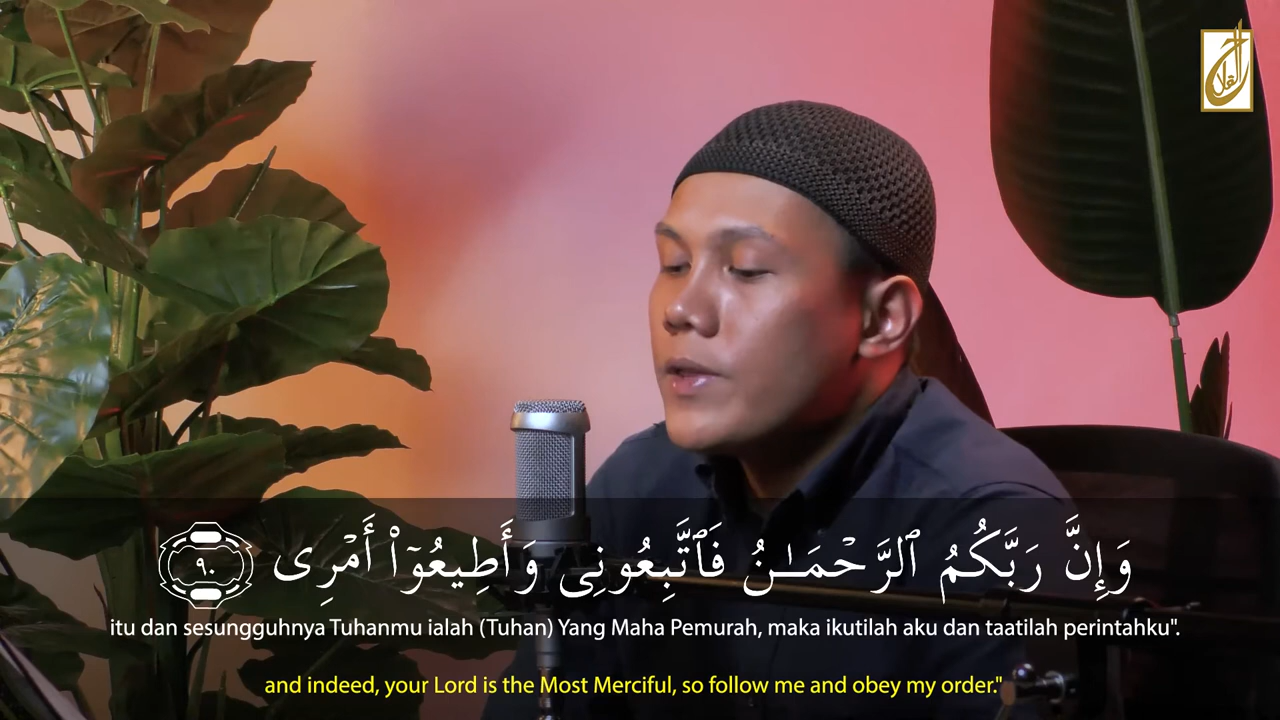 العلا
وَإِنَّ رَبَّكُمُ ٱلرَّحْمَـٰنُ فَٱتَّبِعُونِى وَأَطِيعُوٓا۟ أَمْرِى ٩٠
itu dan sesungguhnya Tuhanmu ialah (Tuhan) Yang Maha Pemurah, maka ikutilah aku dan taatilah perintahku".
and indeed, your Lord is the Most Merciful, so follow me and obey my order."